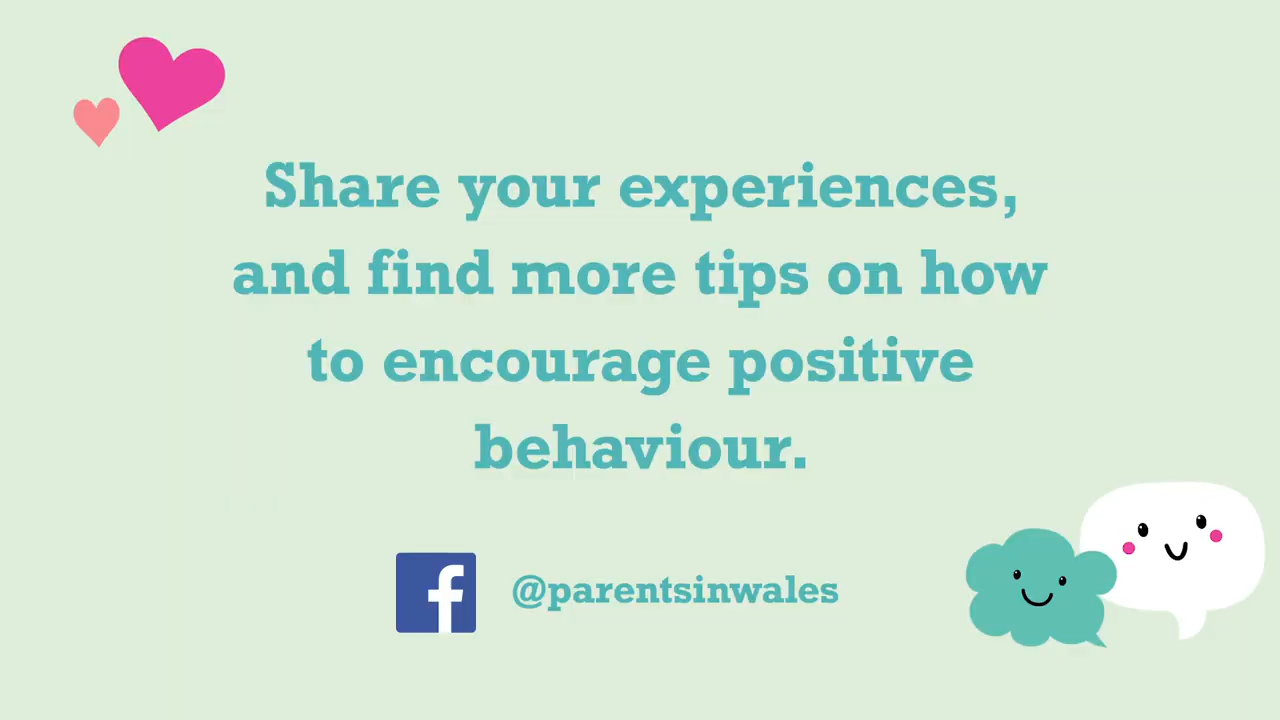 Share your experiences,
and find more tips on how
to encourage positive
behaviour.
@parentsinwales